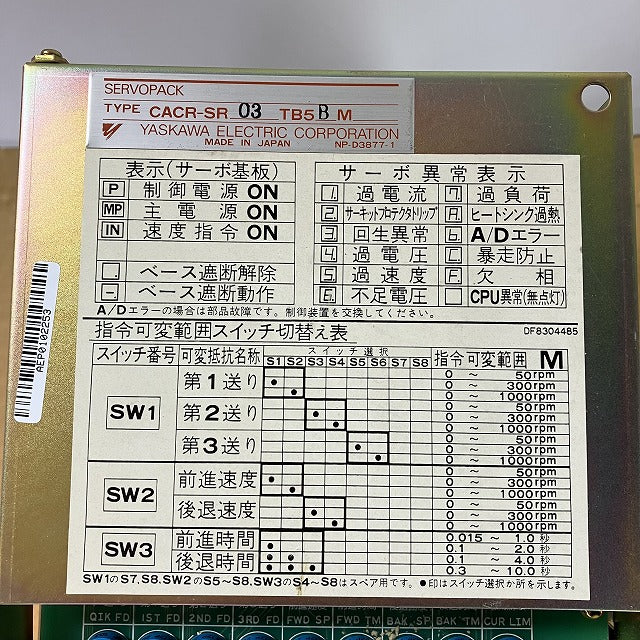 SERVOPACK
TYPE CACR-SR 03 TB5 B M
YASKAWA ELECTRIC CORPORATION
MADE IN JAPAN NP-D3877-1
表示(サーボ基板)
P 制御電源 ON
MP 主電源 ON
IN 速度指令 ON
ベース遮断解除
ベース遮断動作
サーボ異常表示
1. 過電流 7. 過負荷
2. サーキットプロテクタトリップ A. ヒートシンク過熱
3. 回生異常 b. A/Dエラー
4. 過電圧 C. 暴走防止
5. 過速度 F. 欠相
6. 不足電圧 CPU異常(無点灯)
A/Dエラーの場合は部品故障です。制御装置を交換してください。
指令可変範囲スイッチ切替え表 DF8304485
スイッチ番号 可変抵抗名称 スイッチ選択 指令可変範囲 M
S1 S2 S3 S4 S5 S6 S7 S8
SW1 第1送り 0 ~ 50rpm
0 ~ 300rpm
0 ~ 1000rpm
第2送り 0 ~ 50rpm
0 ~ 300rpm
0 ~ 1000rpm
第3送り 0 ~ 50rpm
0 ~ 300rpm
0 ~ 1000rpm
SW2 前進速度 0 ~ 50rpm
0 ~ 300rpm
0 ~ 1000rpm
後退速度 0 ~ 50rpm
0 ~ 300rpm
0 ~ 1000rpm
SW3 前進時間 0.015 ~ 1.0秒
0.1 ~ 2.0秒
後退時間 0.1 ~ 4.0秒
0.3 ~ 10.0秒
SW1のS7,S8.SW2のS5~S8.SW3のS4~S8はスペア用です。●印はスイッチ選択か所を示します。
AEP0102253
QIK FD 1ST FD 2ND FD 3RD FD FWD SP FWD TM BAK SP BAK TM CUR LIM